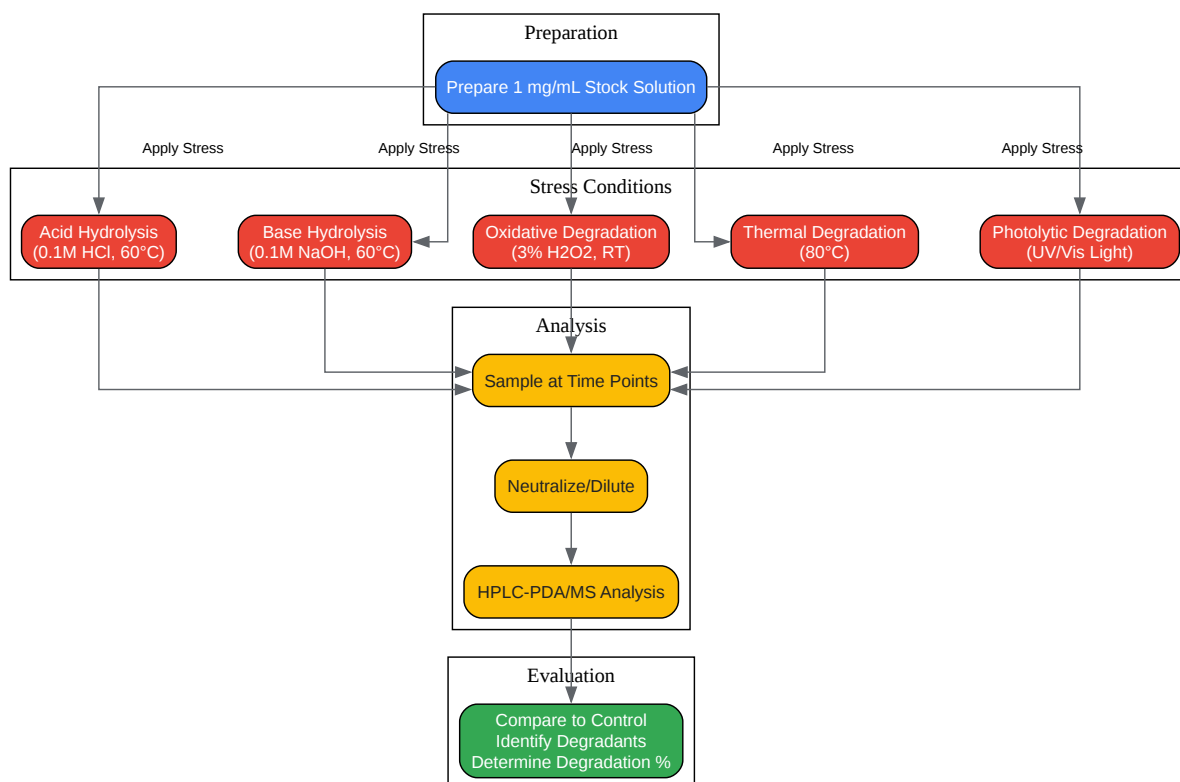 Preparation
Prepare 1 mg/mL Stock Solution
Apply Stress
Apply Stress
Apply Stress
Apply Stress
Apply Stress
Stress Conditions
Acid Hydrolysis
(0.1M HCl, 60°C)
Base Hydrolysis
(0.1M NaOH, 60°C)
Oxidative Degradation
(3% H2O2, RT)
Thermal Degradation
(80°C)
Photolytic Degradation
(UV/Vis Light)
Analysis
Sample at Time Points
Neutralize/Dilute
HPLC-PDA/MS Analysis
Evaluation
Compare to Control
Identify Degradants
Determine Degradation %